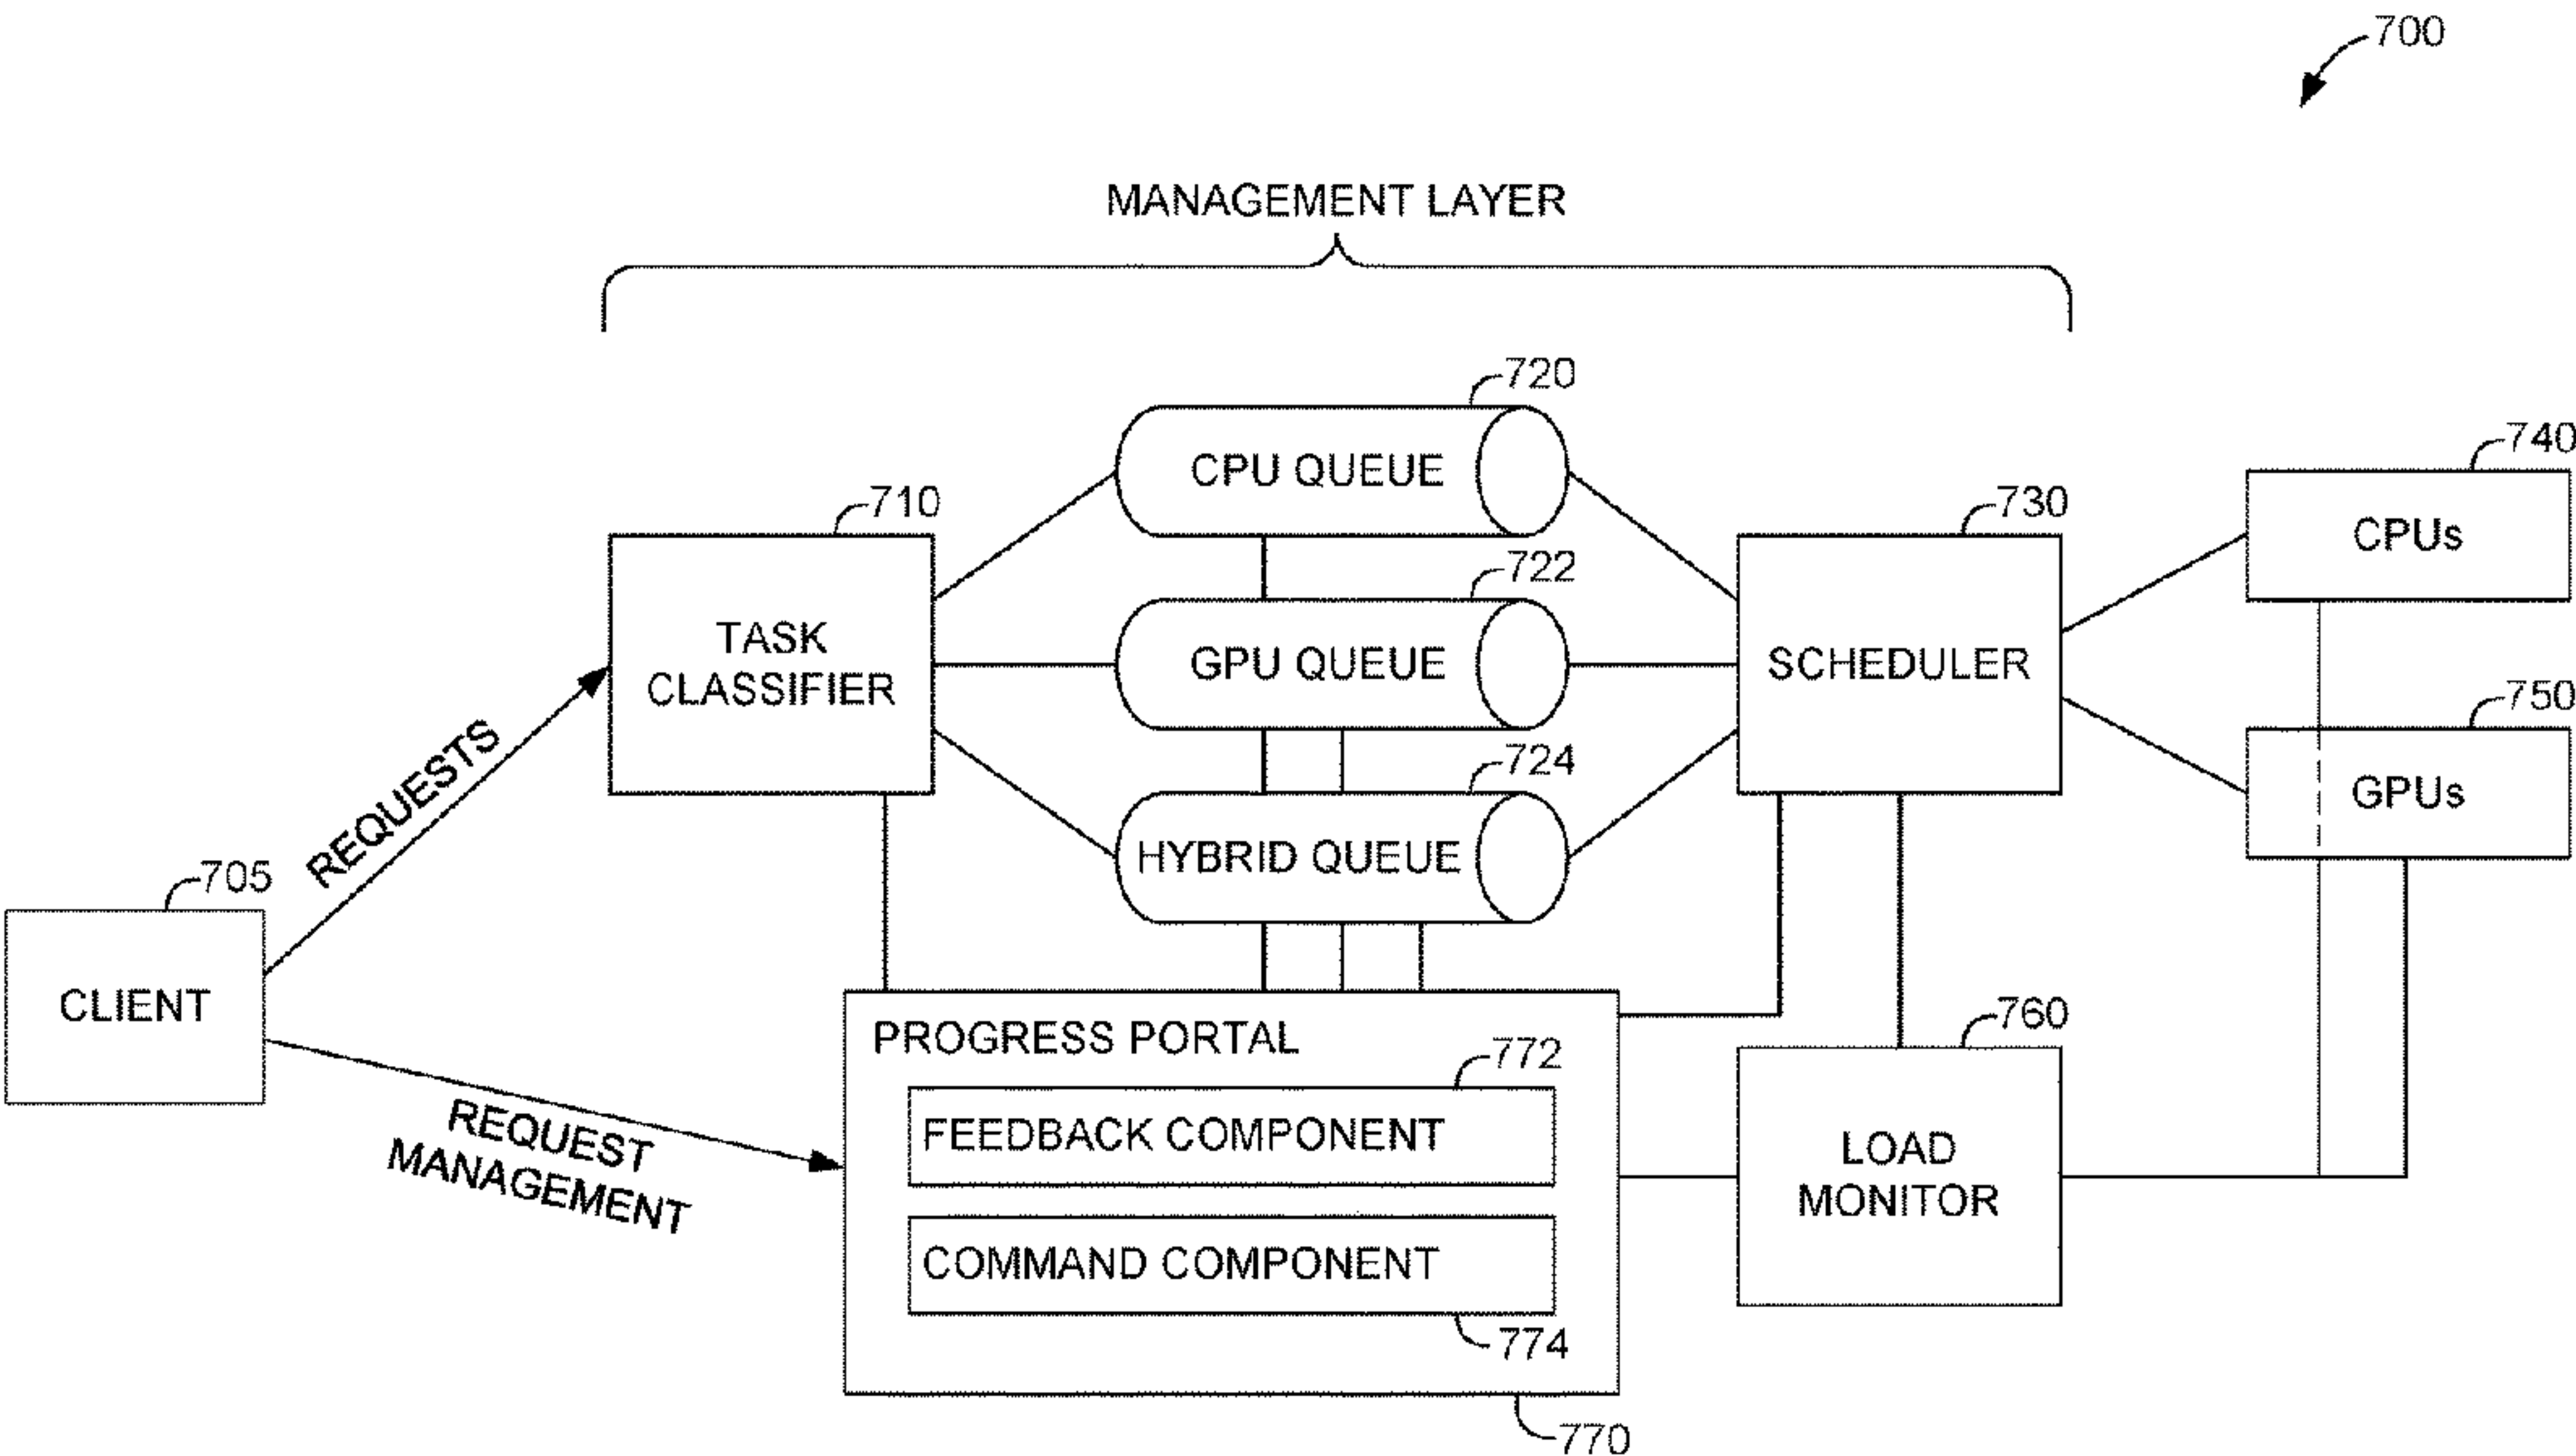 700
MANAGEMENT LAYER
720
CPU QUEUE
740
CPUs
710
TASK
CLASSIFIER
722
GPU QUEUE
730
SCHEDULER
750
GPUs
REQUESTS
724
HYBRID QUEUE
705
CLIENT
REQUEST
MANAGEMENT
PROGRESS PORTAL
772
FEEDBACK COMPONENT
COMMAND COMPONENT
774
770
760
LOAD
MONITOR